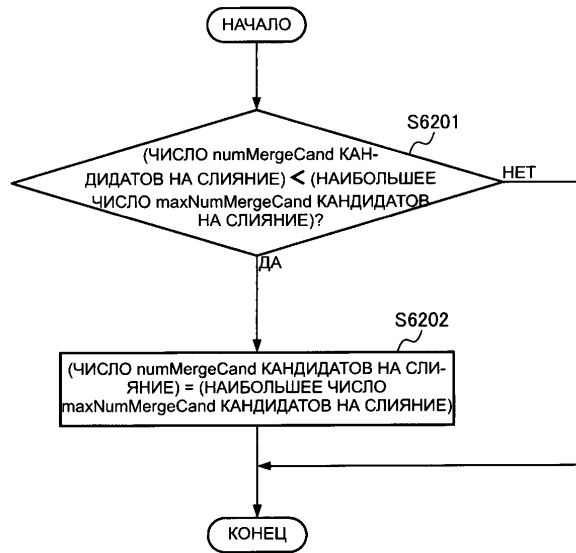 НАЧАЛО
S6201
(ЧИСЛО numMergeCand КАН-
ДИДАТОВ НА СЛИЯНИЕ) < (НАИБОЛЬШЕЕ
ЧИСЛО maxNumMergeCand КАНДИДАТОВ
НА СЛИЯНИЕ)?
НЕТ
ДА
S6202
(ЧИСЛО numMergeCand КАНДИДАТОВ НА СЛИ-
ЯНИЕ) = (НАИБОЛЬШЕЕ ЧИСЛО
maxNumMergeCand КАНДИДАТОВ НА СЛИЯНИЕ)
КОНЕЦ